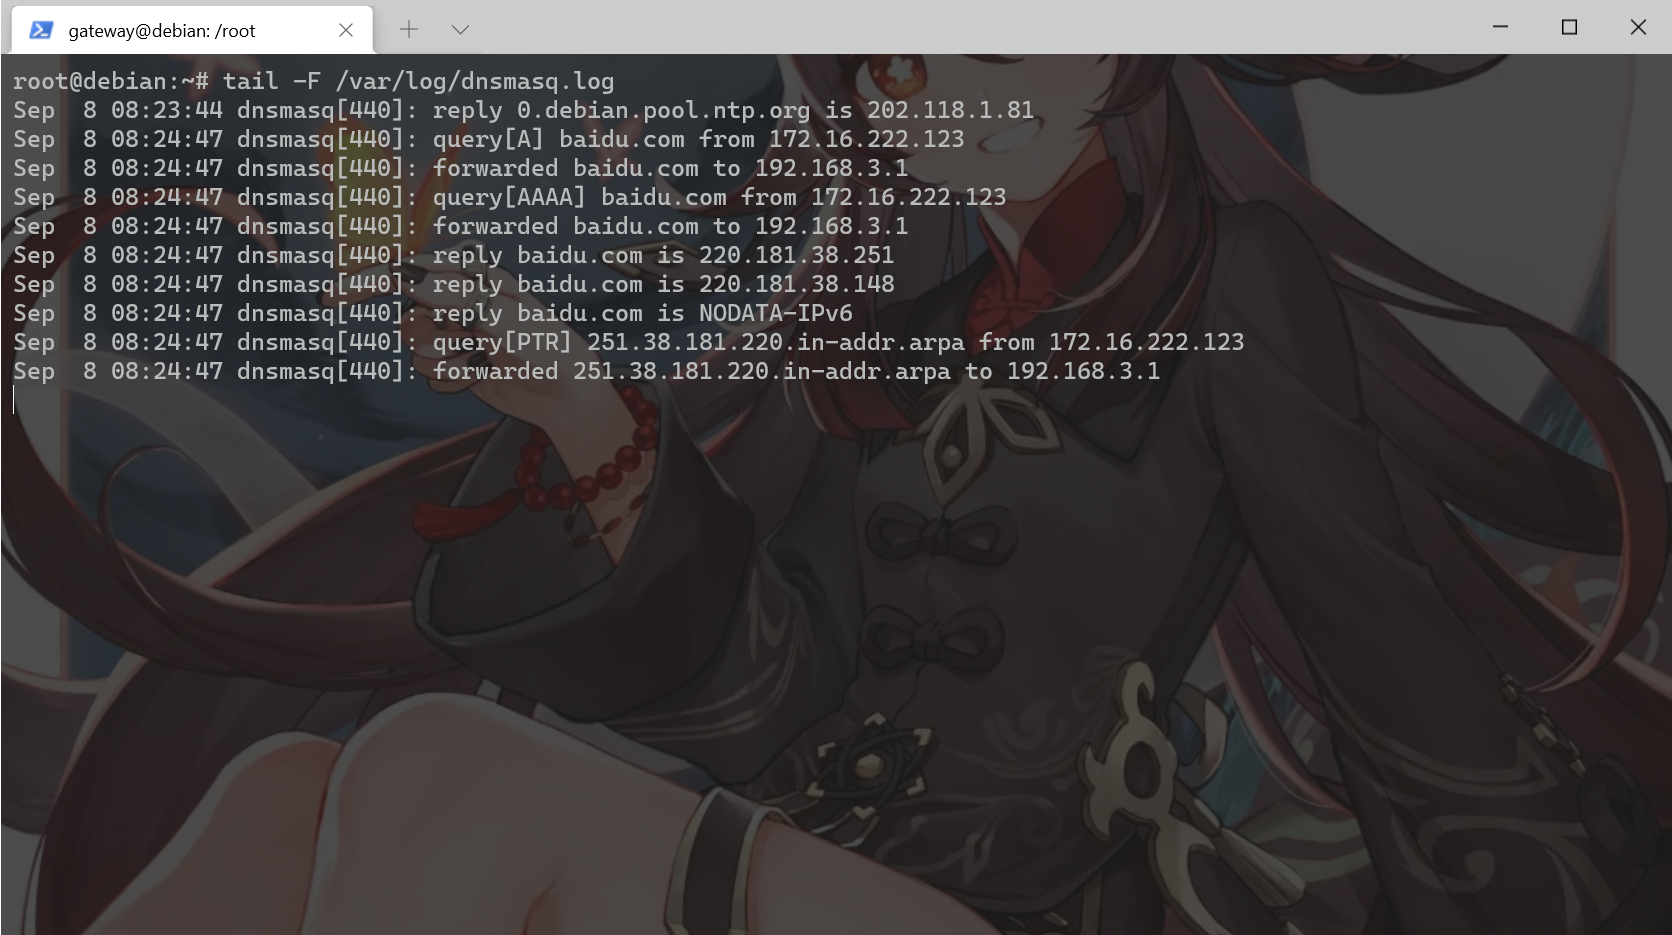 gateway@debian: /root
root@debian:~# tail -F /var/log/dnsmasq.log
Sep  8 08:23:44 dnsmasq[440]: reply 0.debian.pool.ntp.org is 202.118.1.81
Sep  8 08:24:47 dnsmasq[440]: query[A] baidu.com from 172.16.222.123
Sep  8 08:24:47 dnsmasq[440]: forwarded baidu.com to 192.168.3.1
Sep  8 08:24:47 dnsmasq[440]: query[AAAA] baidu.com from 172.16.222.123
Sep  8 08:24:47 dnsmasq[440]: forwarded baidu.com to 192.168.3.1
Sep  8 08:24:47 dnsmasq[440]: reply baidu.com is 220.181.38.251
Sep  8 08:24:47 dnsmasq[440]: reply baidu.com is 220.181.38.148
Sep  8 08:24:47 dnsmasq[440]: reply baidu.com is NODATA-IPv6
Sep  8 08:24:47 dnsmasq[440]: query[PTR] 251.38.181.220.in-addr.arpa from 172.16.222.123
Sep  8 08:24:47 dnsmasq[440]: forwarded 251.38.181.220.in-addr.arpa to 192.168.3.1